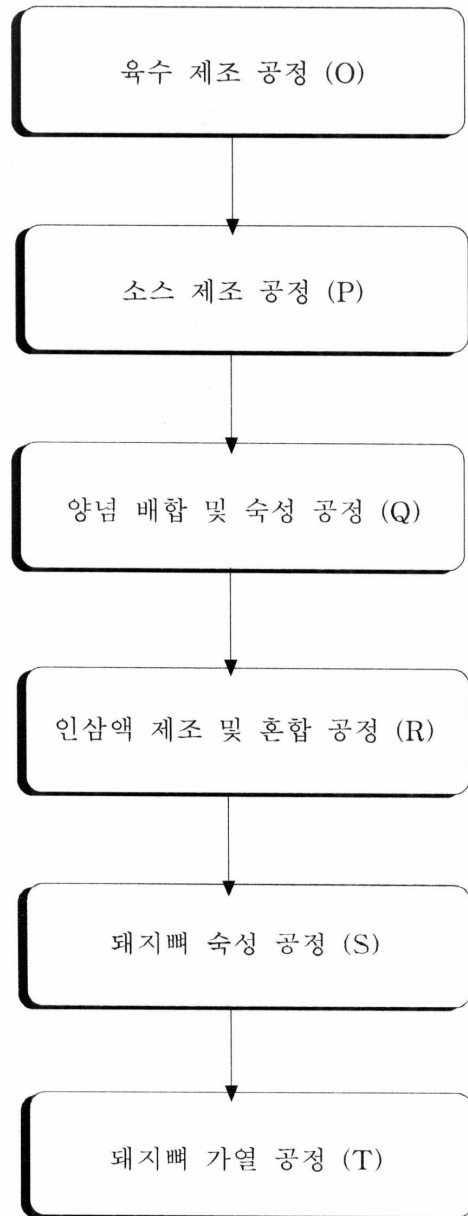 육수 제조 공정 (O)
소스 제조 공정 (P)
양념 배합 및 숙성 공정 (Q)
인삼액 제조 및 혼합 공정 (R)
돼지뼈 숙성 공정 (S)
돼지뼈 가열 공정 (T)